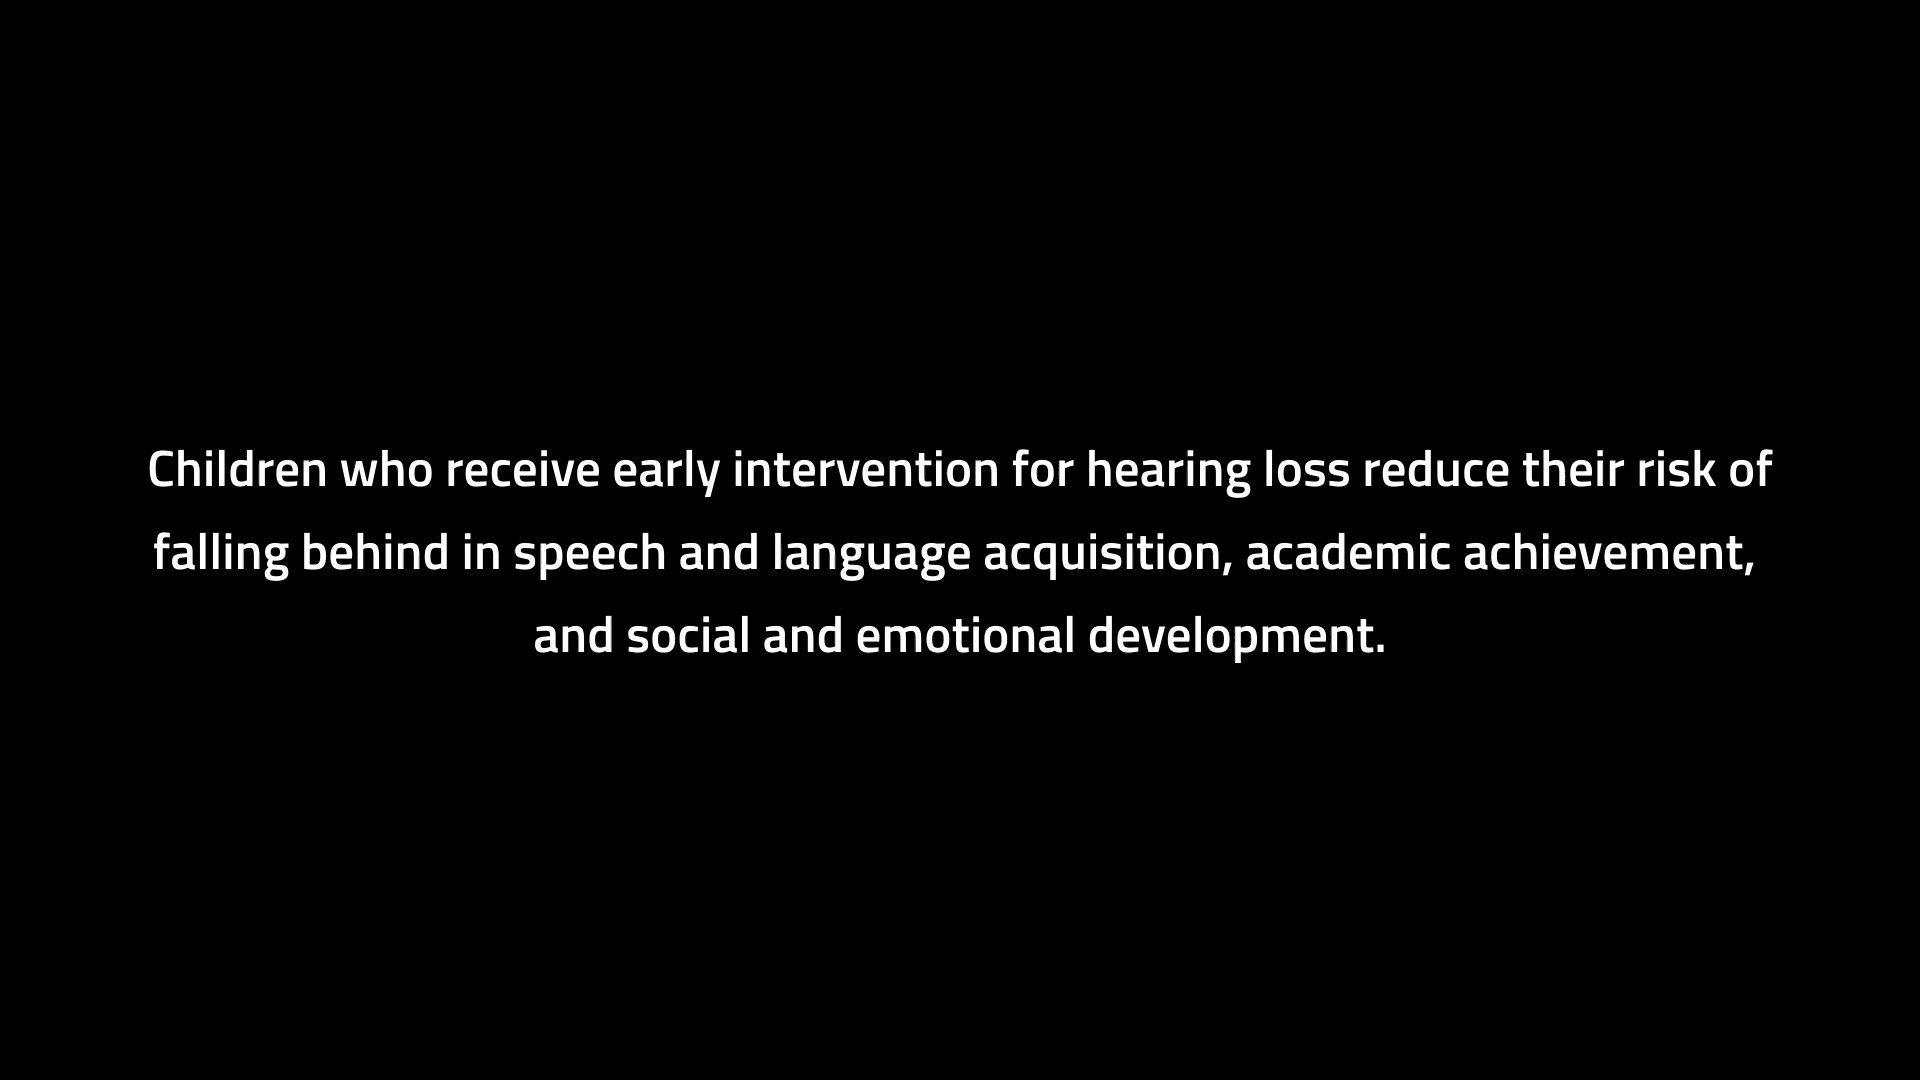 Children who receive early intervention for hearing loss reduce their risk of
falling behind in speech and language acquisition, academic achievement,
and social and emotional development.